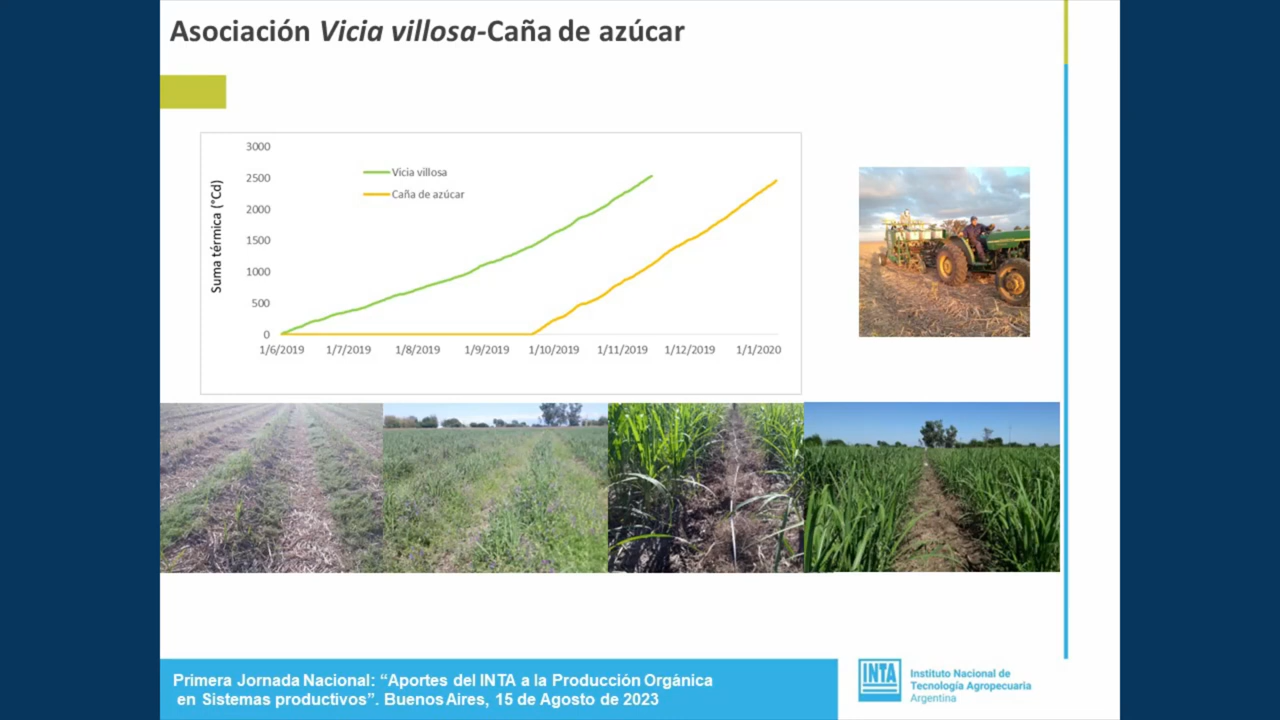 Asociación Vicia villosa-Caña de azúcar
3000
2500
2000
1500
1000
500
0
Suma térmica (°Cd)
Vicia villosa
Caña de azúcar
1/6/2019 1/7/2019 1/8/2019 1/9/2019 1/10/2019 1/11/2019 1/12/2019 1/1/2020
Primera Jornada Nacional: “Aportes del INTA a la Producción Orgánica
en Sistemas productivos”. Buenos Aires, 15 de Agosto de 2023
INTA
Instituto Nacional de
Tecnología Agropecuaria
Argentina